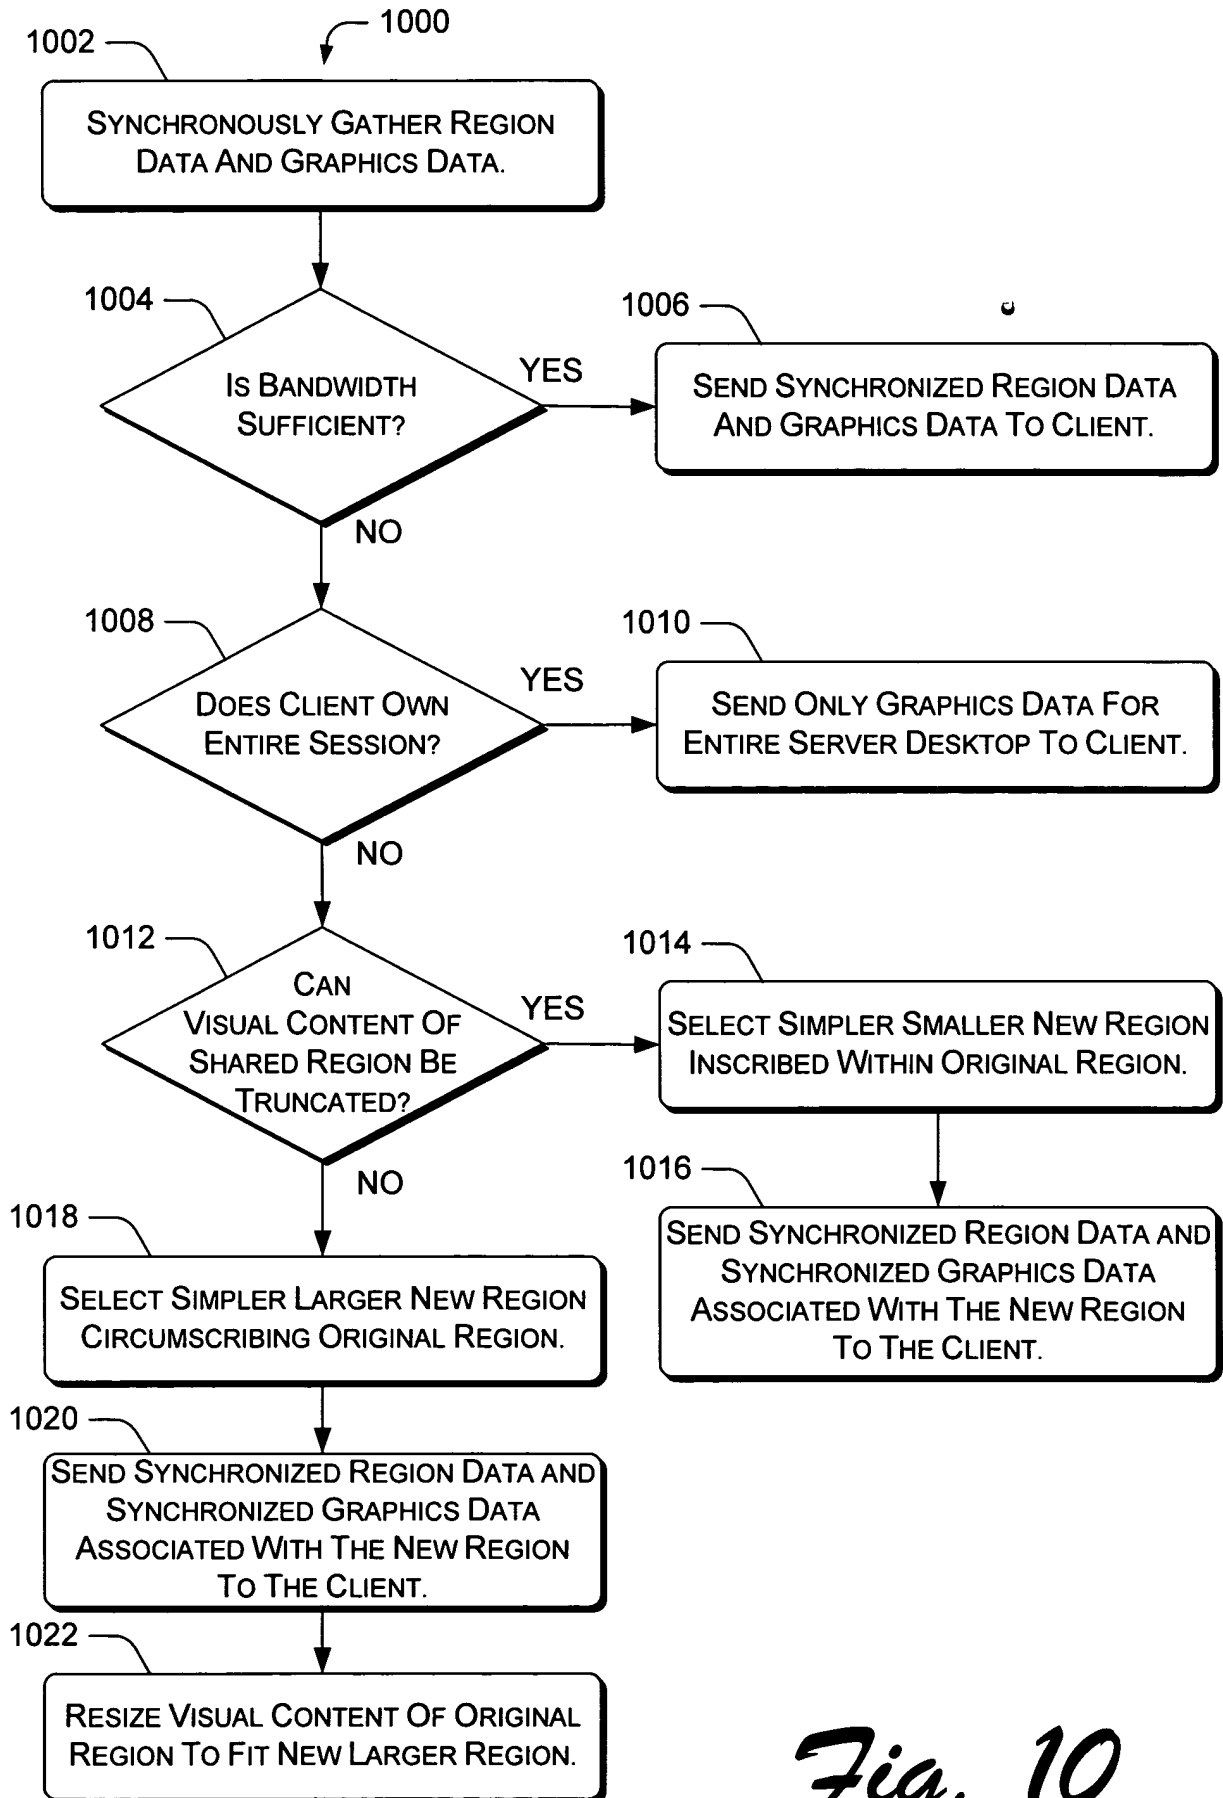 1000
1002
SYNCHRONOUSLY GATHER REGION
DATA AND GRAPHICS DATA.
1004
IS BANDWIDTH
SUFFICIENT?
YES
NO
1006
SEND SYNCHRONIZED REGION DATA
AND GRAPHICS DATA TO CLIENT.
1008
DOES CLIENT OWN
ENTIRE SESSION?
YES
NO
1010
SEND ONLY GRAPHICS DATA FOR
ENTIRE SERVER DESKTOP TO CLIENT.
1012
CAN
VISUAL CONTENT OF
SHARED REGION BE
TRUNCATED?
YES
NO
1014
SELECT SIMPLER SMALLER NEW REGION
INSCRIBED WITHIN ORIGINAL REGION.
1016
SEND SYNCHRONIZED REGION DATA AND
SYNCHRONIZED GRAPHICS DATA
ASSOCIATED WITH THE NEW REGION
TO THE CLIENT.
1018
SELECT SIMPLER LARGER NEW REGION
CIRCUMSCRIBING ORIGINAL REGION.
1020
SEND SYNCHRONIZED REGION DATA AND
SYNCHRONIZED GRAPHICS DATA
ASSOCIATED WITH THE NEW REGION
TO THE CLIENT.
1022
RESIZE VISUAL CONTENT OF ORIGINAL
REGION TO FIT NEW LARGER REGION.
Fig. 10